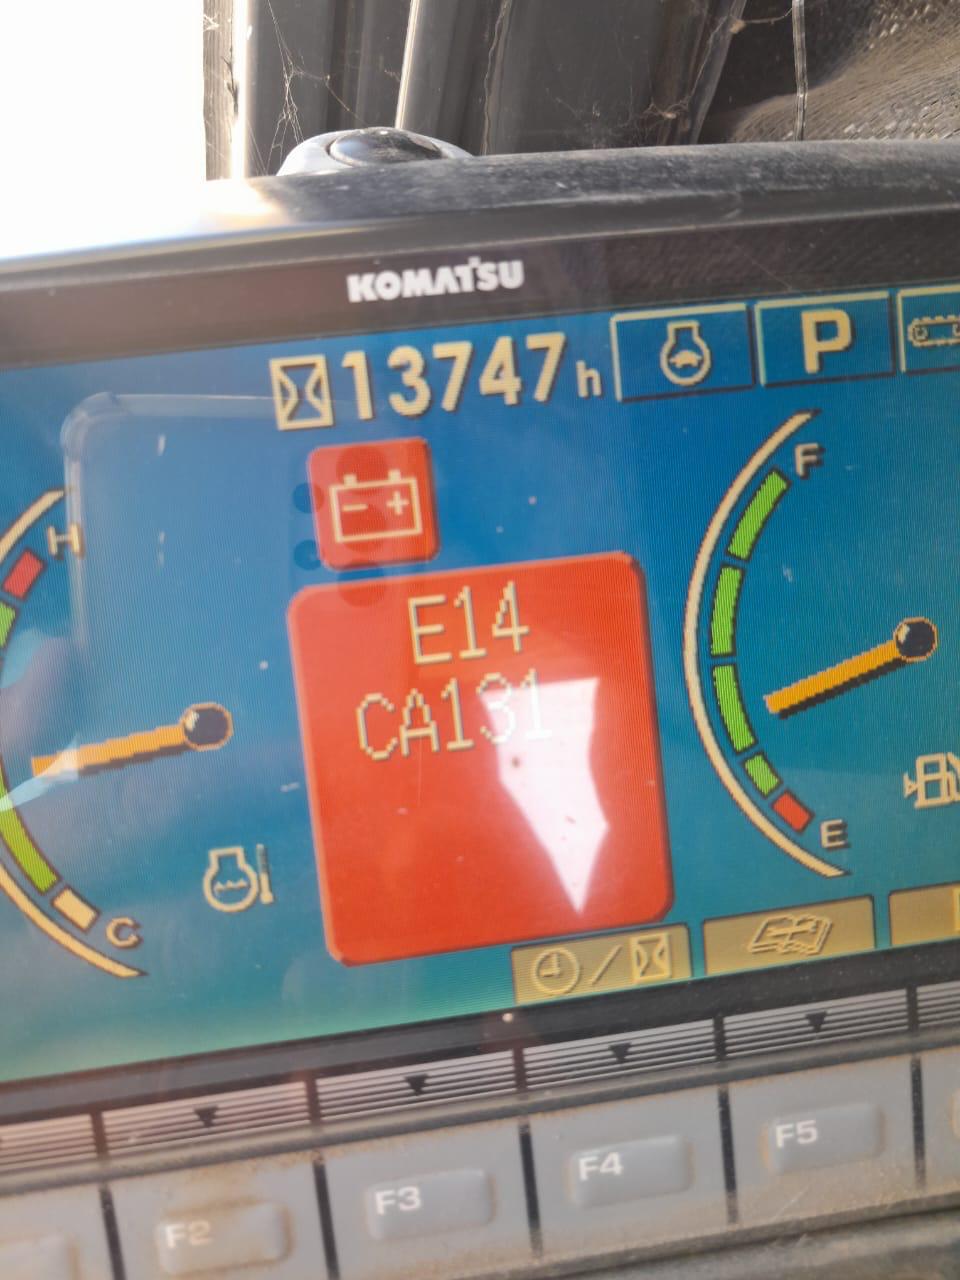 KOMATSU
13747h
P
F
H
- +
E14
CA131
E
C
F2
F3
F4
F5